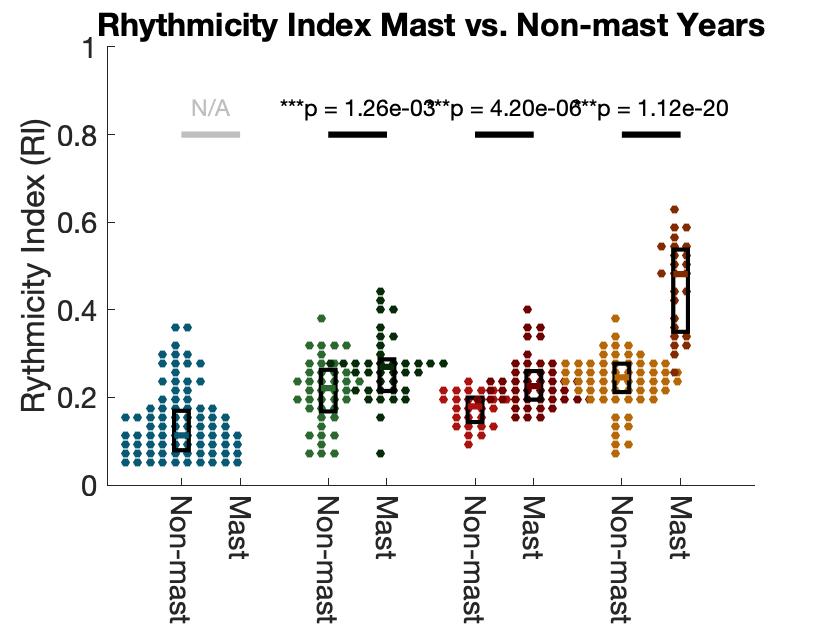 Rhythmicity Index Mast vs. Non-mast Years
Rythmicity Index (RI)
1
0.8
0.6
0.4
0.2
0
N/A
***p = 1.26e-03
***p = 4.20e-06
***p = 1.12e-20
Non-mast
Mast
Non-mast
Mast
Non-mast
Mast
Non-mast
Mast